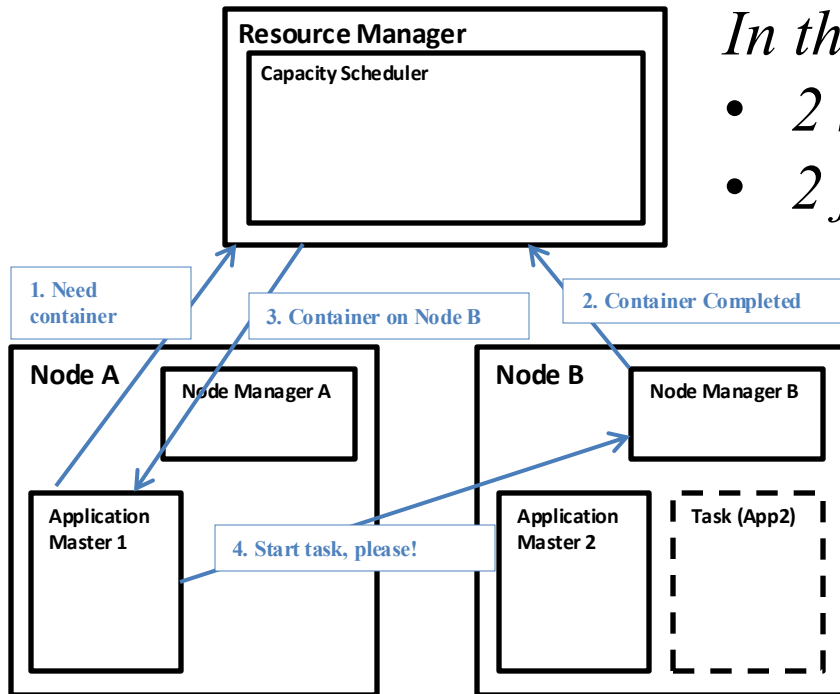 Resource Manager
Capacity Scheduler
In
• 2
• 2
1. Need
container
3. Container on Node B
2. Container Completed
Node A
Node Manager A
Node B
Node Manager B
Application
Master 1
4. Start task, please!
Application
Master 2
Task (App2)